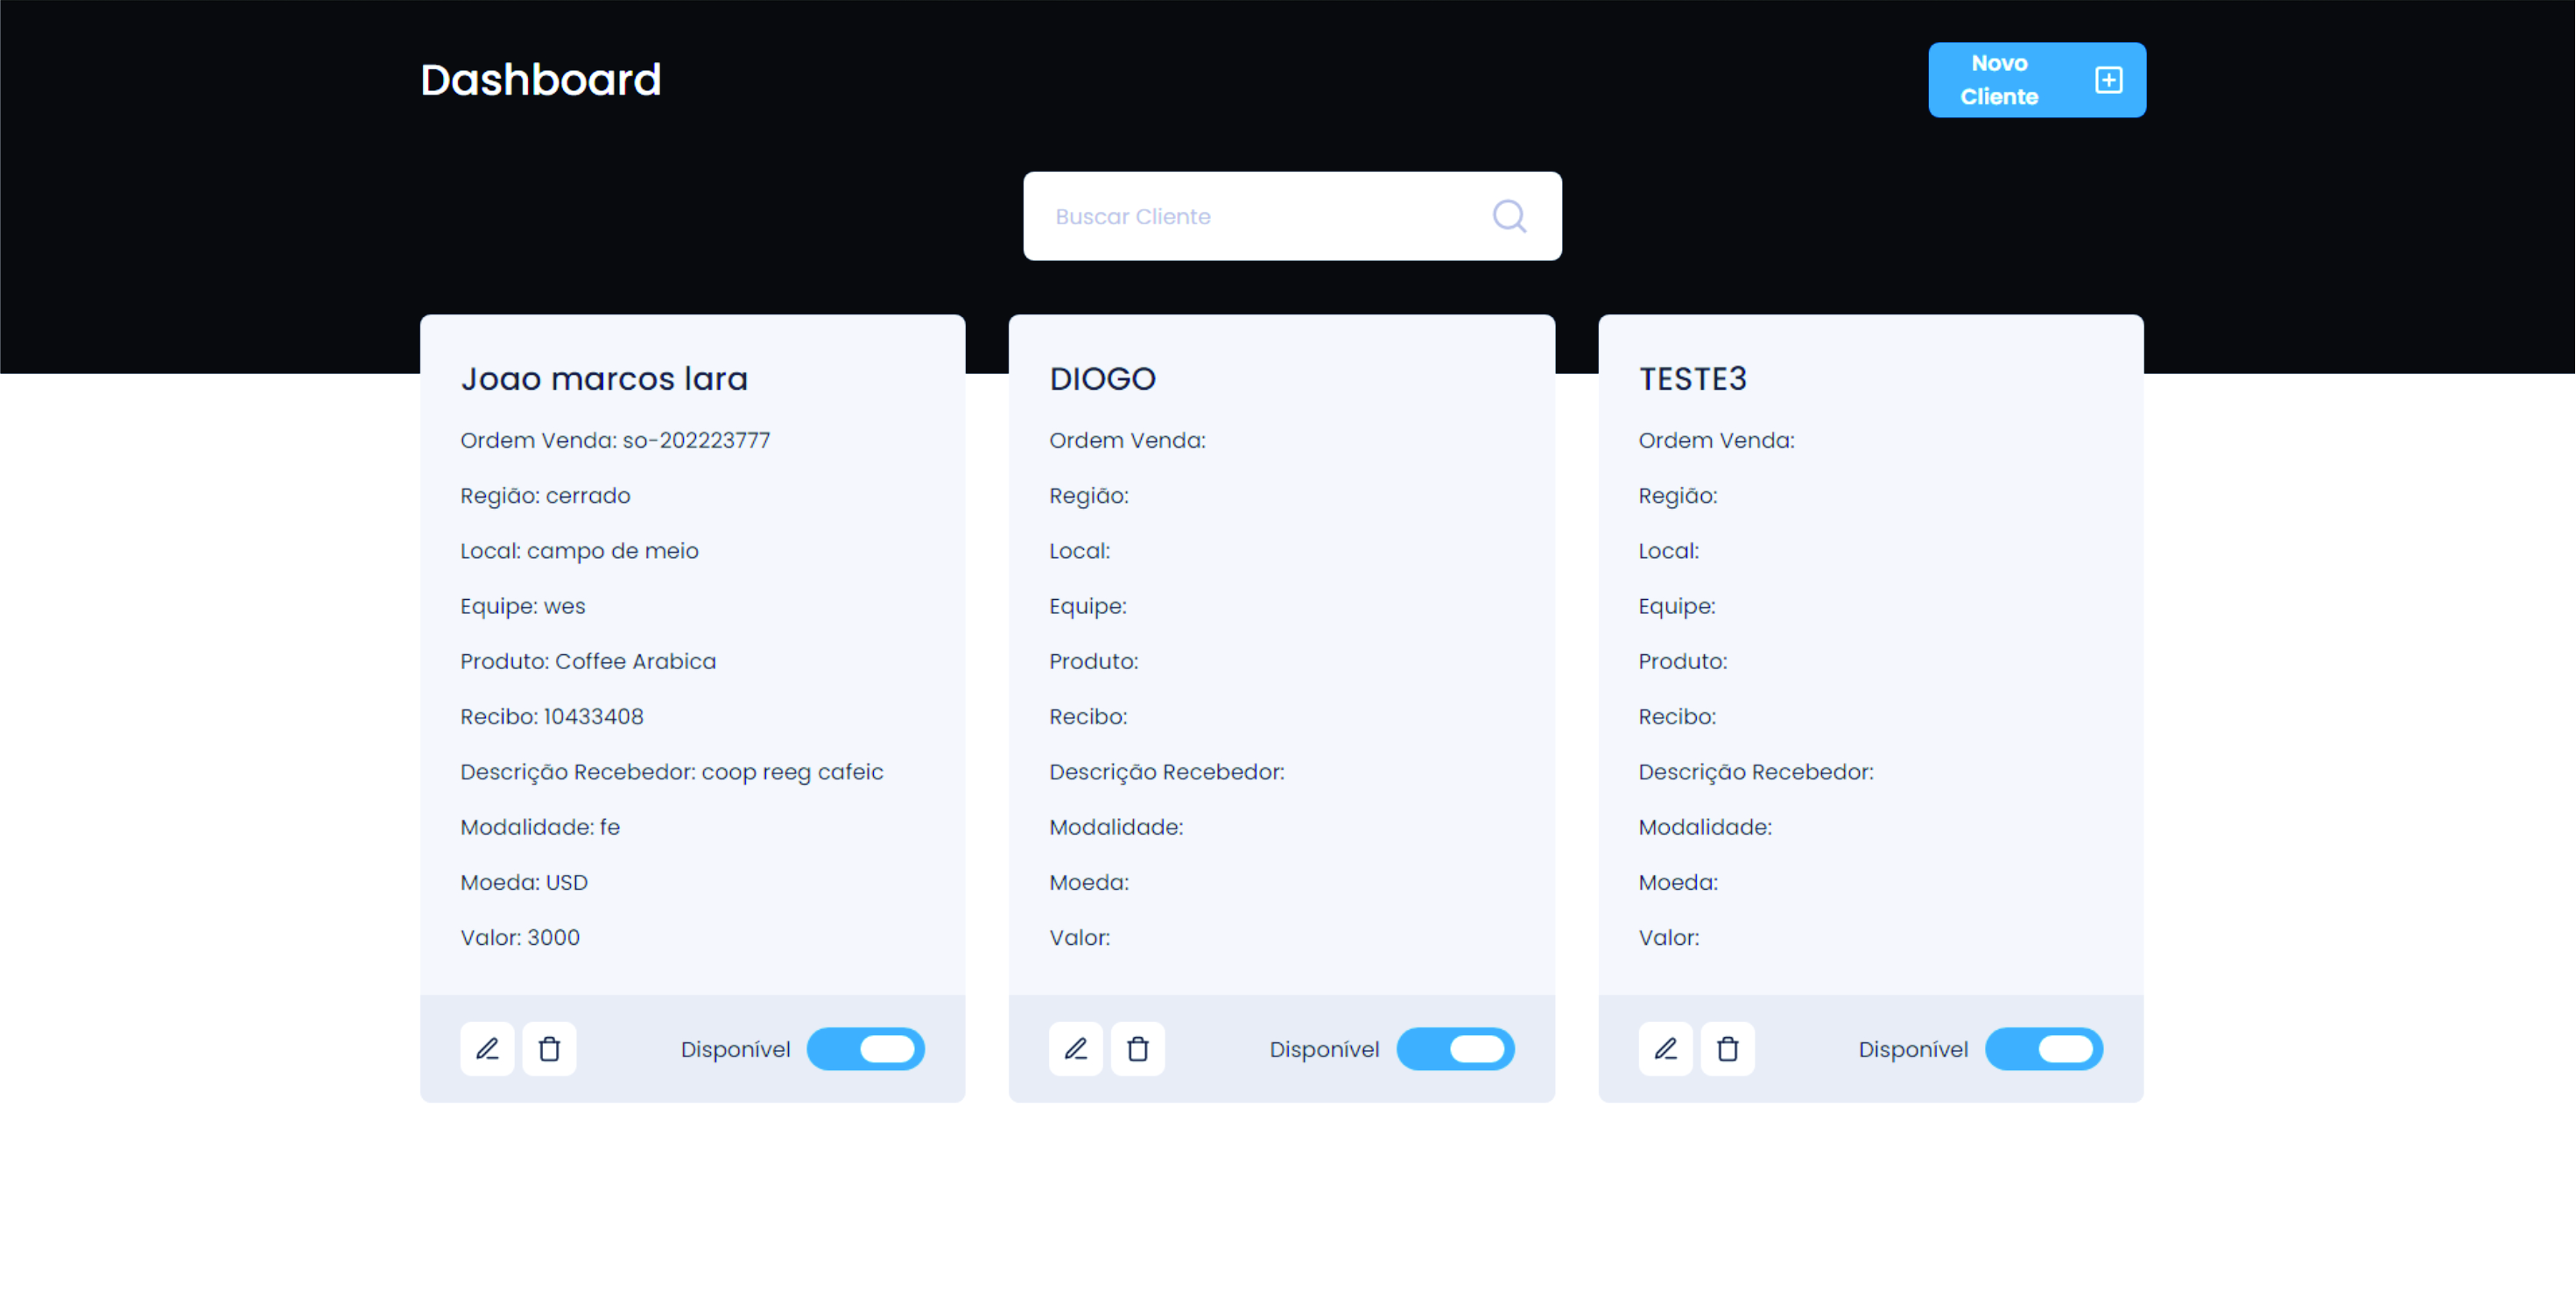 Dashboard
Novo
Cliente
Buscar Cliente
Joao marcos lara
Ordem Venda: so-202223777
Região: cerrado
Local: campo de meio
Equipe: wes
Produto: Coffee Arabica
Recibo: 10433408
Descrição Recebedor: coop reeg cafeic
Modalidade: fe
Moeda: USD
Valor: 3000
Disponível
DIOGO
Ordem Venda:
Região:
Local:
Equipe:
Produto:
Recibo:
Descrição Recebedor:
Modalidade:
Moeda:
Valor:
Disponível
TESTE3
Ordem Venda:
Região:
Local:
Equipe:
Produto:
Recibo:
Descrição Recebedor:
Modalidade:
Moeda:
Valor:
Disponível